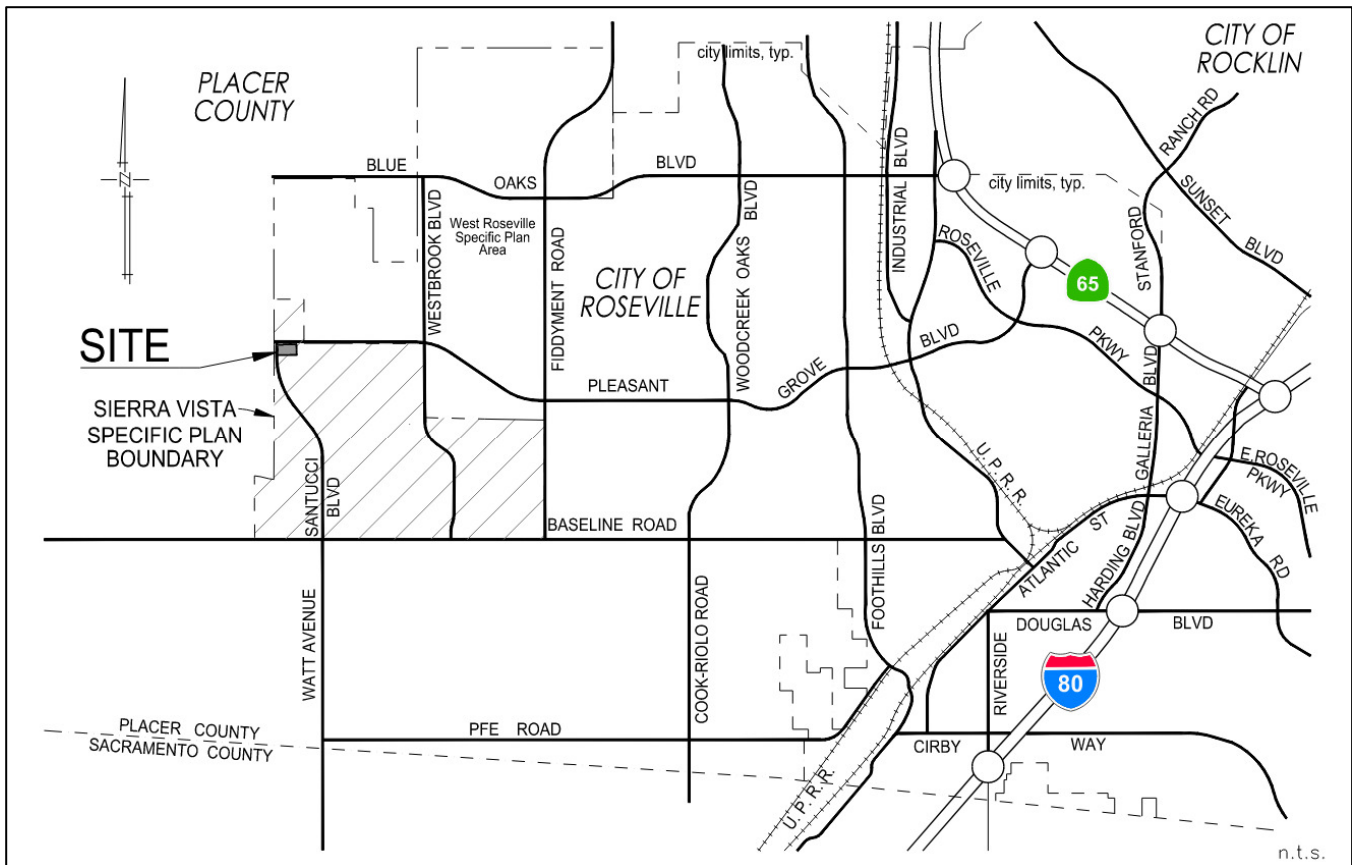 PLACER
COUNTY
city limits, typ.
CITY OF
ROCKLIN
RANCH RD
BLUE
OAKS
BLVD
INDUSTRIAL BLVD
city limits, typ.
SUNSET
BLVD
STANFORD
WESTBROOK BLVD
West Roseville
Specific Plan
Area
FIDDYMENT ROAD
CITY OF
ROSEVILLE
WOODCREEK OAKS
BLVD
ROSEVILLE
PKWY
65
SITE
PLEASANT
GROVE
BLVD
GALLERIA BLVD
SIERRA VISTA
SPECIFIC PLAN
BOUNDARY
SANTUCCI
BLVD
U. P. R. R.
E.ROSEVILLE
PKWY
EUREKA
RD
BASELINE ROAD
FOOTHILLS BLVD
ATLANTIC
ST
HARDING BLVD
DOUGLAS
BLVD
WATT AVENUE
COOK-RIOLO ROAD
RIVERSIDE
80
PLACER COUNTY
SACRAMENTO COUNTY
PFE ROAD
CIRBY
WAY
U. P. R. R.
n.t.s.
N